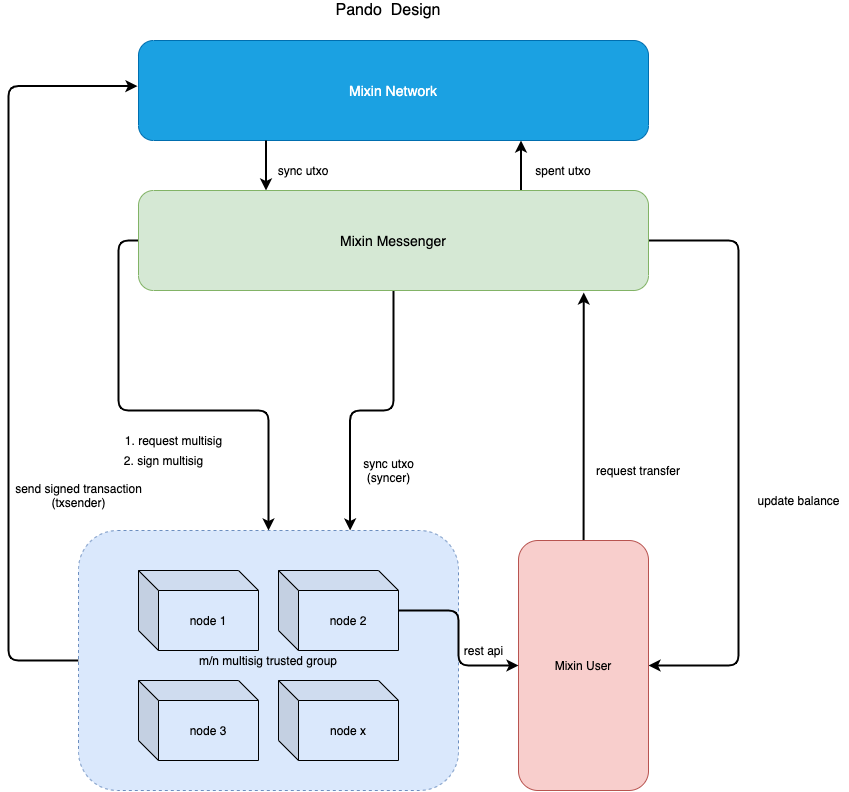 Pando Design
Mixin Network
sync utxo
spent utxo
Mixin Messenger
1. request multisig
2. sign multisig
sync utxo
(syncer)
request transfer
send signed transaction
(txsender)
update balance
node 1
node 2
m/n multisig trusted group
rest api
Mixin User
node 3
node x